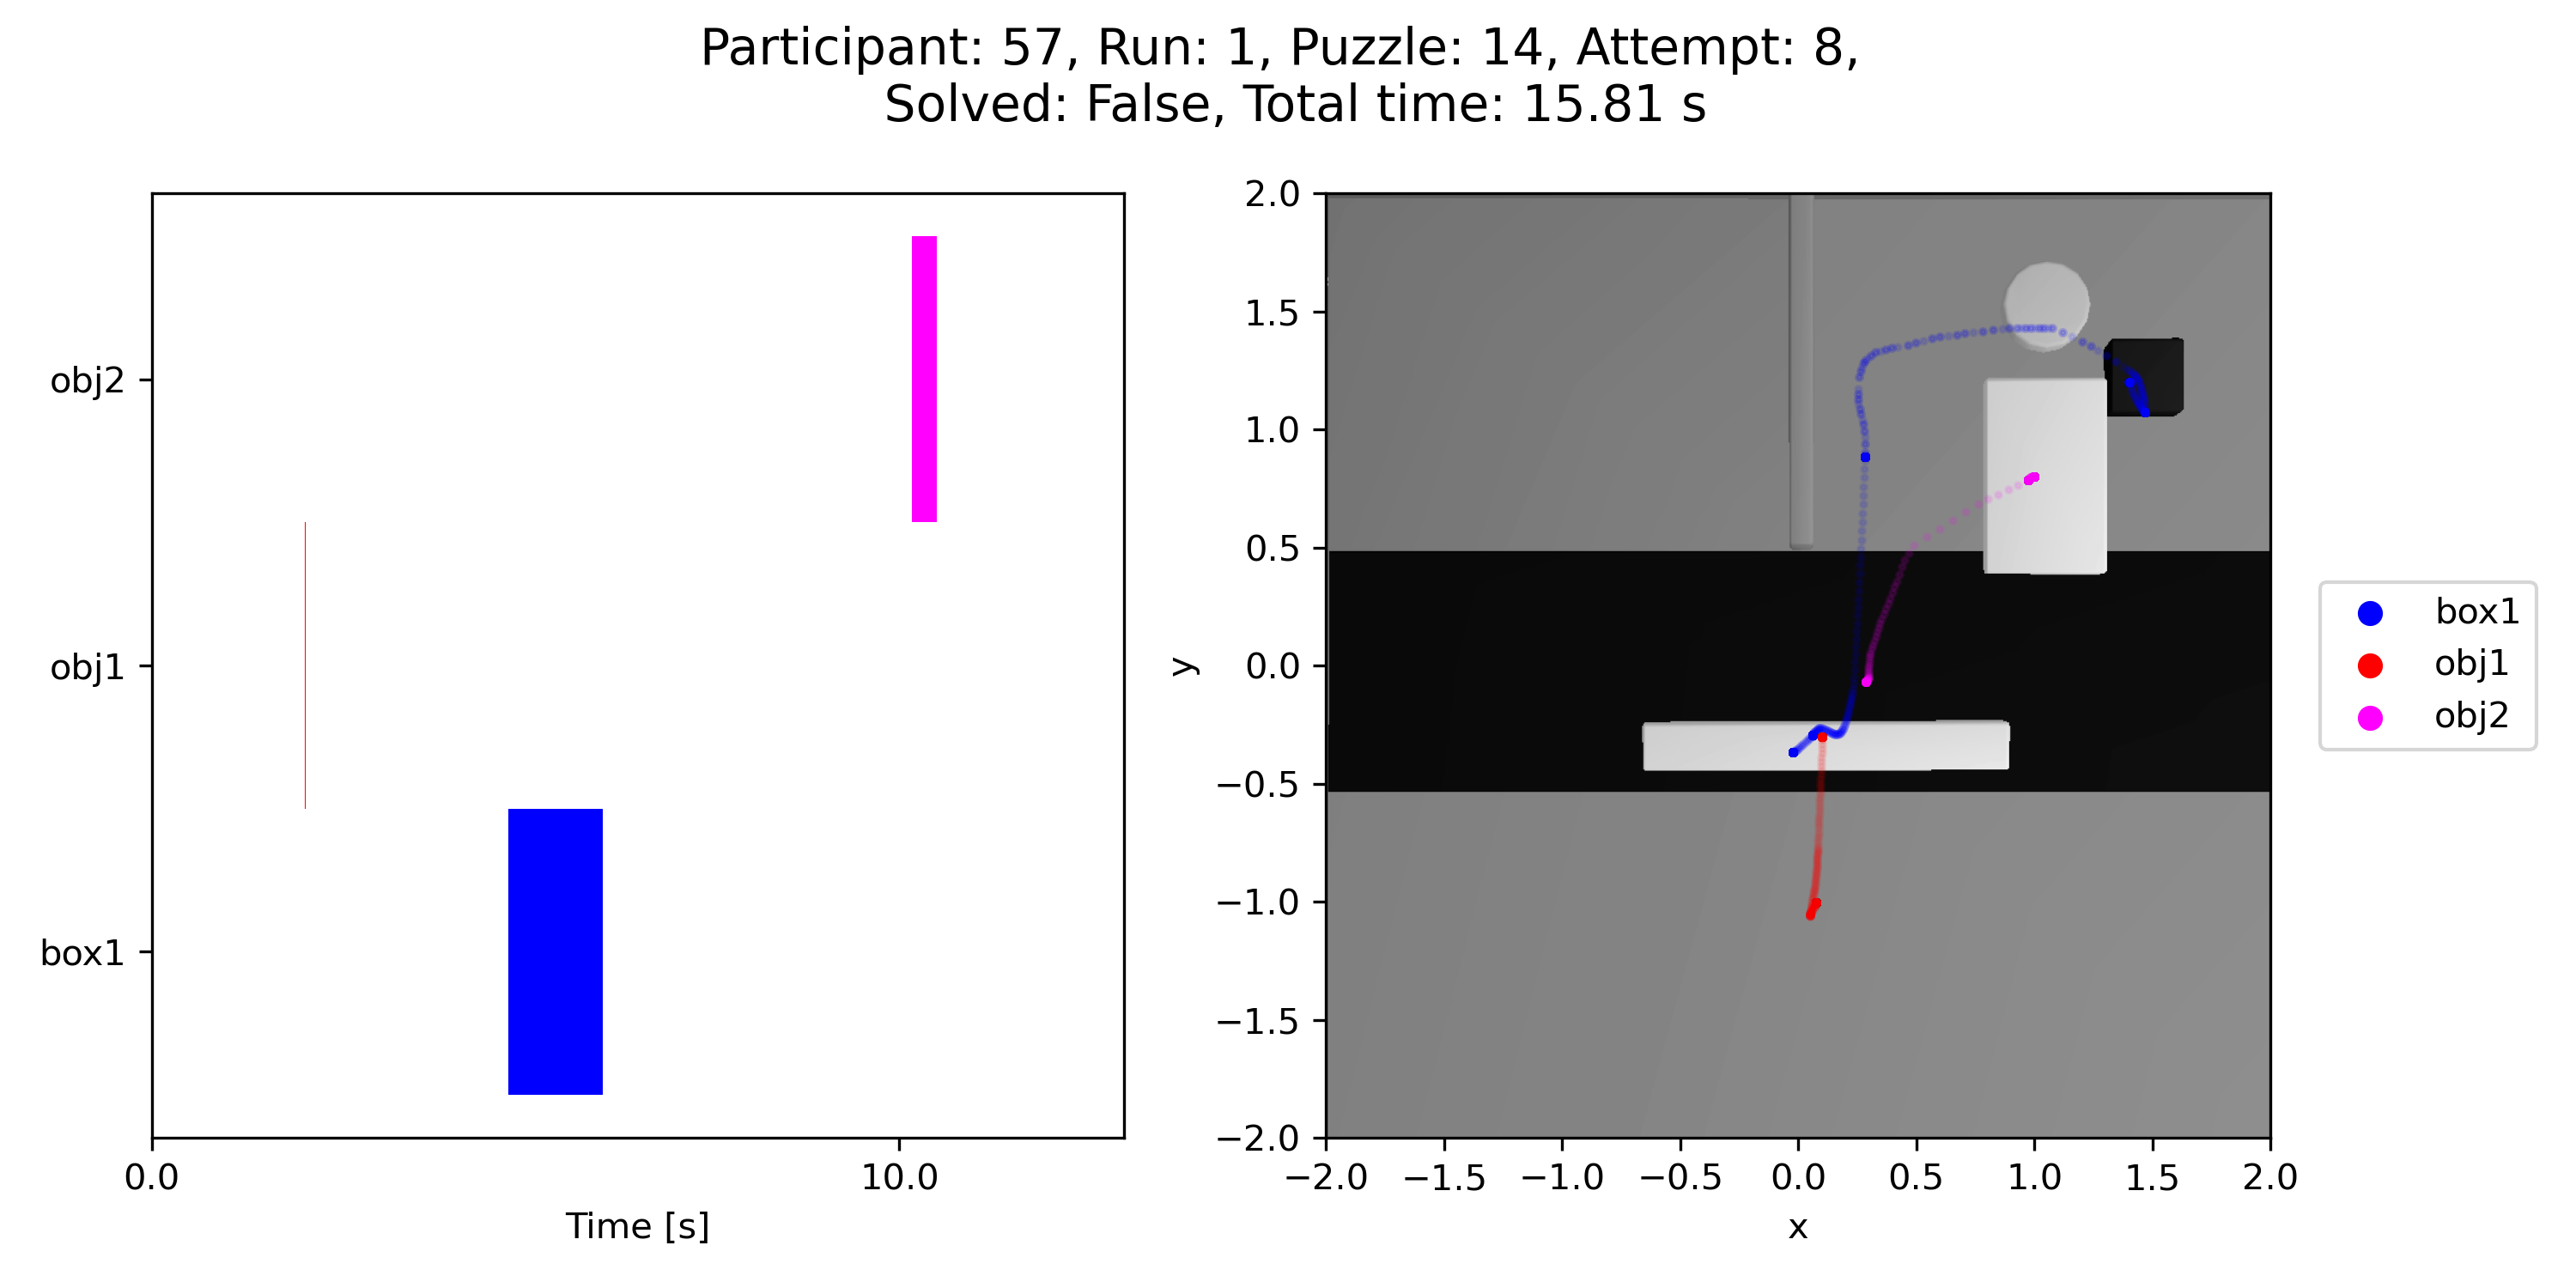 Participant: 57, Run: 1, Puzzle: 14, Attempt: 8,
Solved: False, Total time: 15.81 s
obj2
obj1
box1
0.0
10.0
Time [s]
2.0
1.5
1.0
0.5
0.0
−0.5
−1.0
−1.5
−2.0
y
−2.0 −1.5 −1.0 −0.5 0.0 0.5 1.0 1.5 2.0
x
box1
obj1
obj2